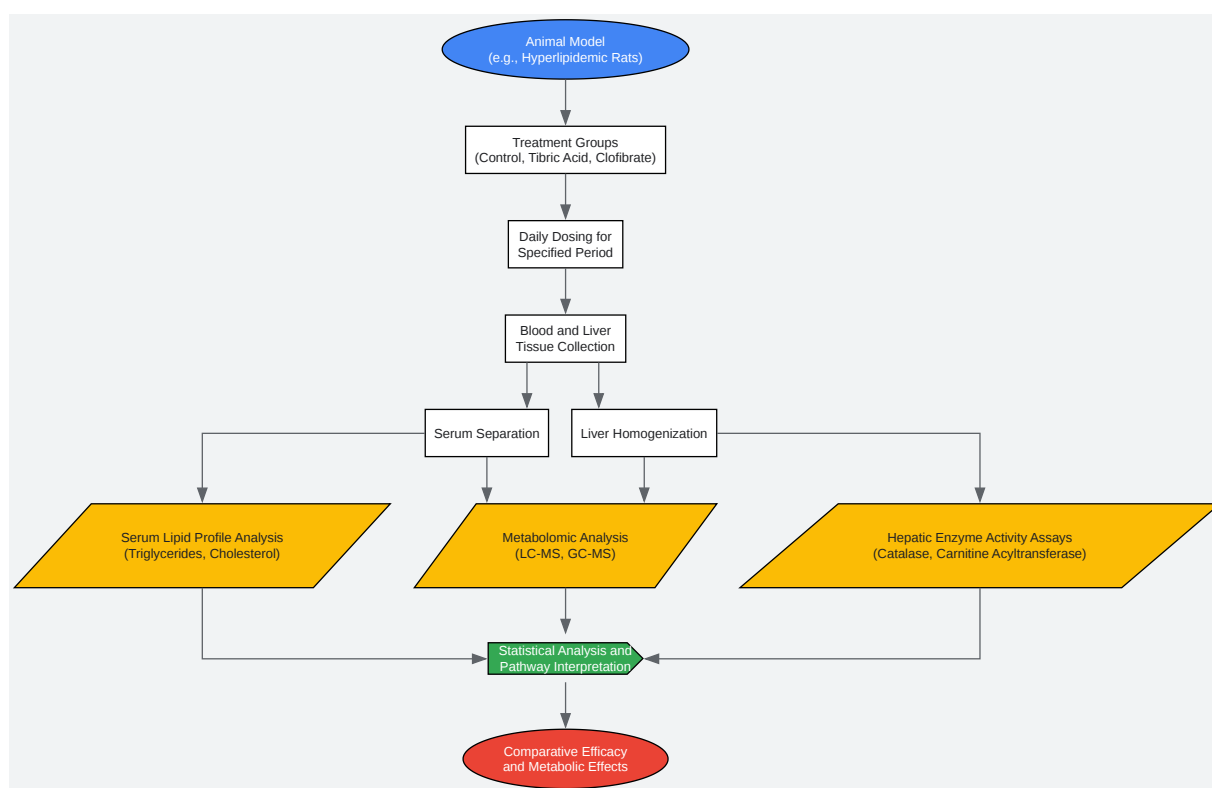 Animal Model
(e.g., Hyperlipidemic Rats)
Treatment Groups
(Control, Tibric Acid, Clofibrate)
Daily Dosing for
Specified Period
Blood and Liver
Tissue Collection
Serum Separation
Liver Homogenization
Serum Lipid Profile Analysis
(Triglycerides, Cholesterol)
Metabolomic Analysis
(LC-MS, GC-MS)
Hepatic Enzyme Activity Assays
(Catalase, Carnitine Acyltransferase)
Statistical Analysis and
Pathway Interpretation
Comparative Efficacy
and Metabolic Effects